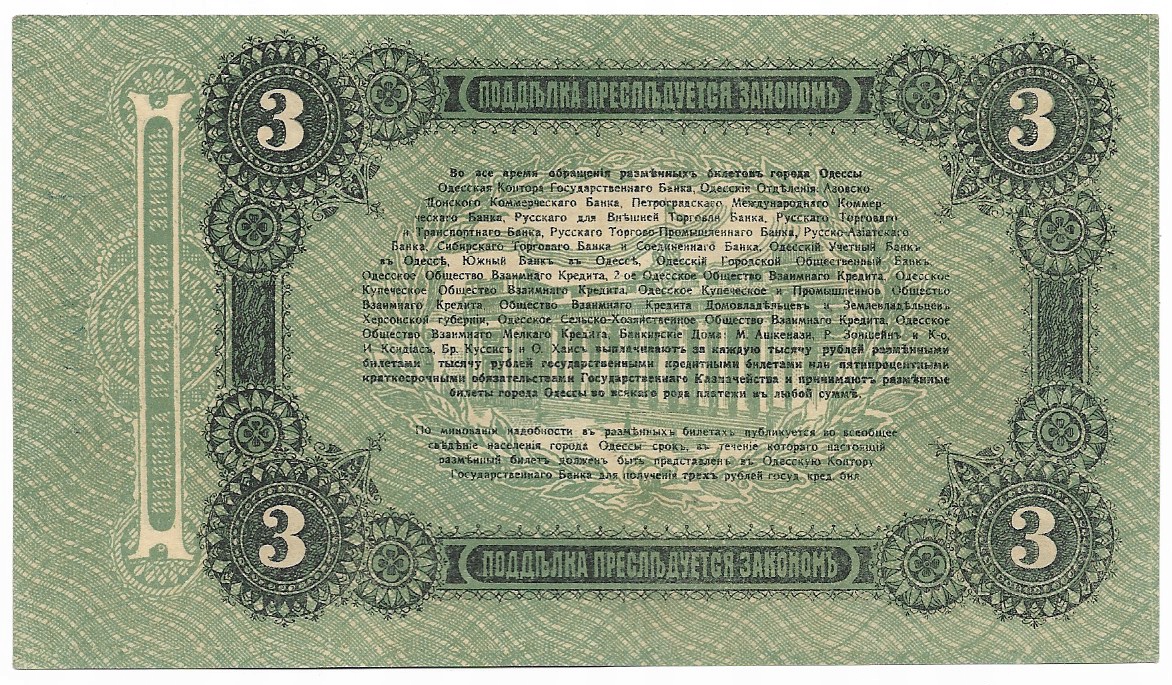 3 ПОДДѢЛКА ПРЕСЛѢДУЕТСЯ ЗАКОНОМЪ 3
Во все время обращенія размѣнныхъ билетовъ города Одессы
Одесская Контора Государственнаго Банка, Одесскія Отдѣленія: Азовско-
Донского Коммерческаго Банка, Петроградскаго Международнаго Коммер-
ческаго Банка, Русскаго для Внѣшней Торговли Банка, Русскаго Торговаго
и Транспортнаго Банка, Русскаго Торгово-Промышленнаго Банка, Русско-Азіатскаго
Банка, Сибирскаго Торговаго Банка и Соединеннаго Банка, Одесскій Учетный Банкъ
въ Одессѣ, Южный Банкъ въ Одессѣ, Одесскій Городской Общественный Банкъ
Одесское Общество Взаимнаго Кредита, 2-ое Одесское Общество Взаимнаго Кредита, Одесское
Купеческое Общество Взаимнаго Кредита, Одесское Купеческое и Промышленное Общество
Взаимнаго Кредита Общество Взаимнаго Кредита Домовладѣльцевъ и Землевладѣльцевъ
Херсонской губерніи, Одесское Сельско-Хозяйственное Общество Взаимнаго Кредита, Одесское
Общество Взаимнаго Мелкаго Кредита, Банкирскіе Дома: М. Ашкенази, Р. Зонщейнъ и К-о,
И. Ксидіасъ, Бр. Куссисъ и О. Хаисъ выплачиваютъ за каждую тысячу рублей размѣнными
билетами тысячу рублей государственными кредитными билетами или пятипроцентными
краткосрочными обязательствами Государственнаго Казначейства и принимаютъ размѣнные
билеты города Одессы во всякаго рода платежи въ любой суммѣ.
По минованіи надобности въ размѣнныхъ билетахъ публикуется во всеобщее
свѣдѣніе населенія города Одессы срокъ, въ теченіе котораго настоящій
размѣнный билетъ долженъ быть представленъ въ Одесскую Контору
Государственнаго Банка для полученія трехъ рублей госуд. кред. бил.
3 ПОДДѢЛКА ПРЕСЛѢДУЕТСЯ ЗАКОНОМЪ 3